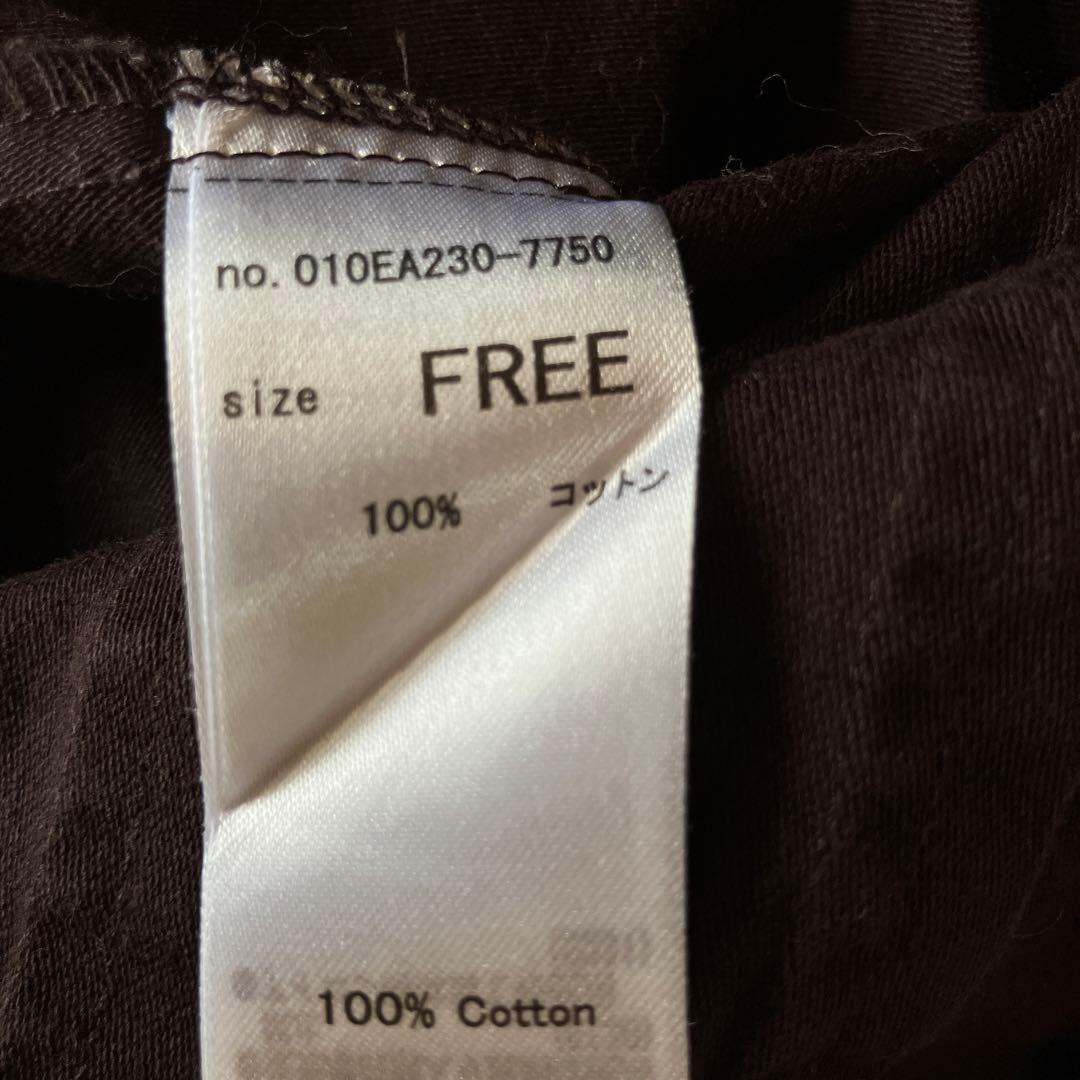 no. 010EA230-7750
size FREE
100% コットン
100% Cotton